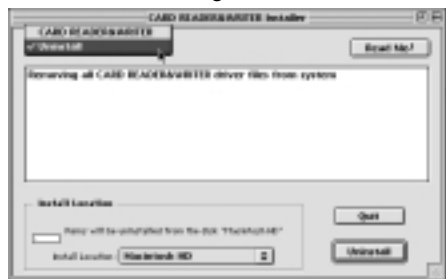 CARD READER&WRITER Installer
CARD READER&WRITER
✓Uninstall
Read Me?
Removing all CARD READER&WRITER driver files from system
Install Location
Items will be uninstalled from the disk "Macintosh HD"
Install Location: Macintosh HD
Quit
Uninstall